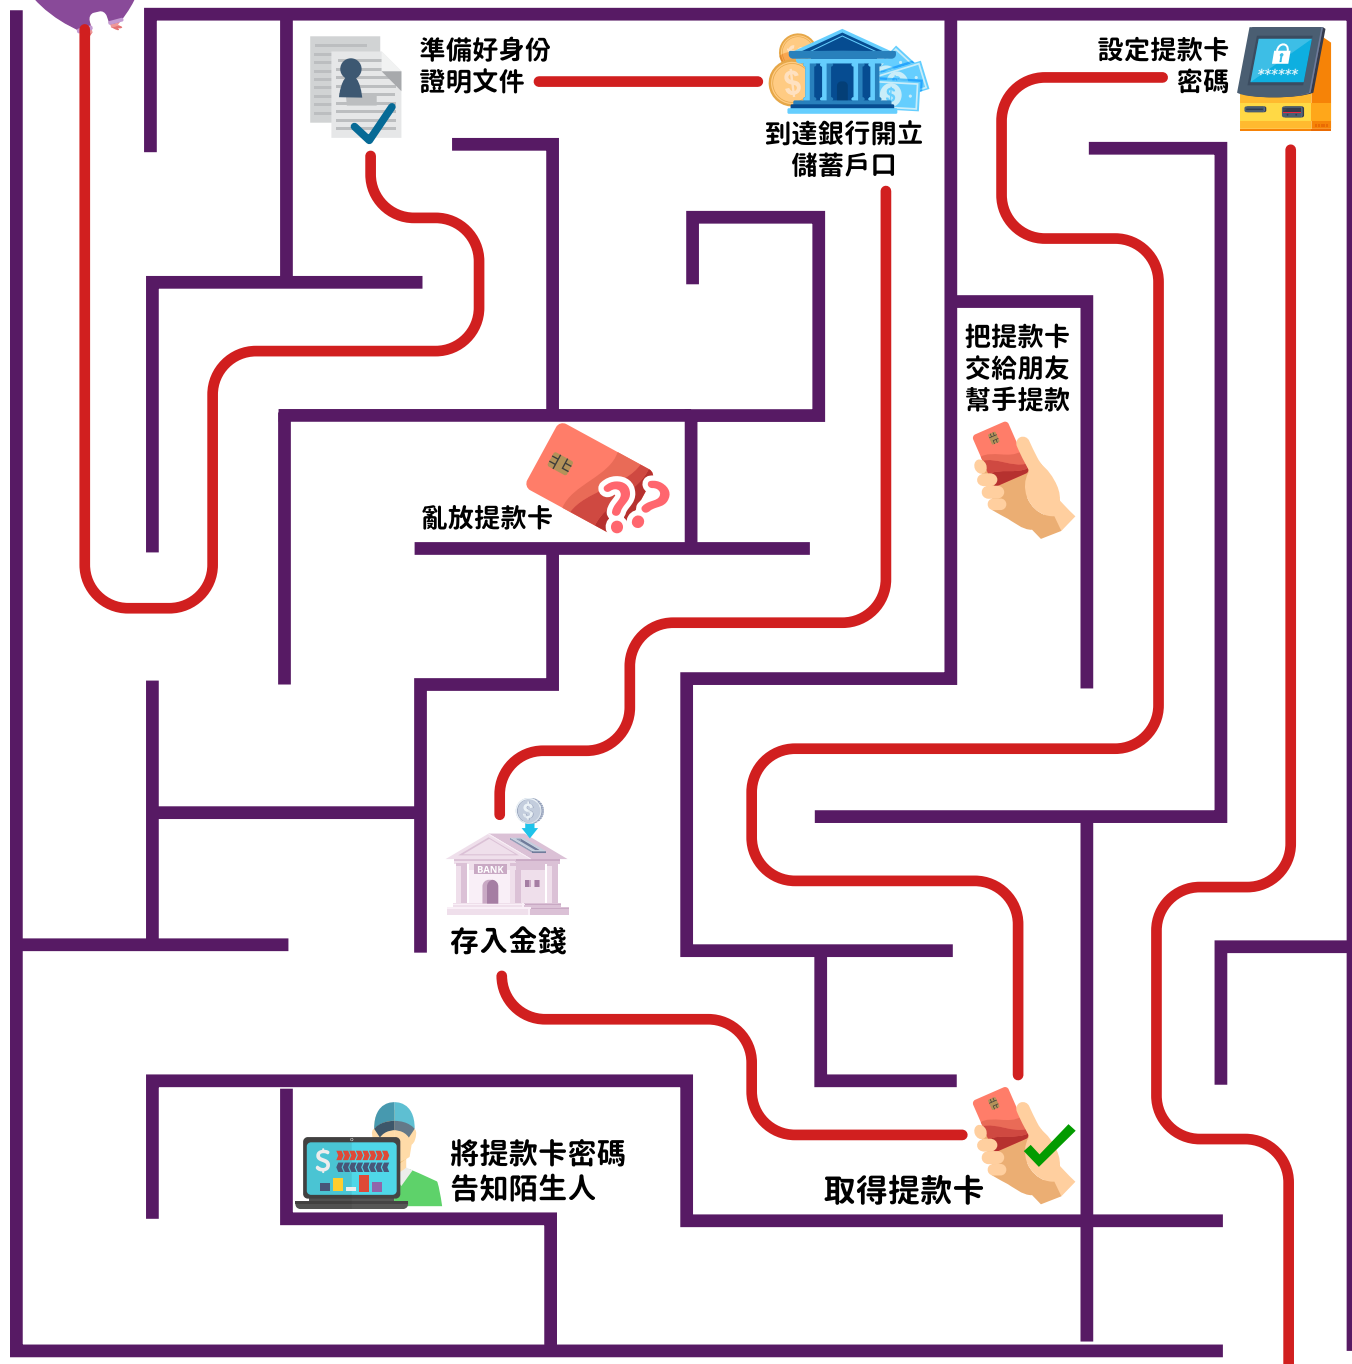 準備好身份
證明文件
到達銀行開立
儲蓄戶口
設定提款卡
密碼
******
把提款卡
交給朋友
幫手提款
亂放提款卡
??
$
BANK
存入金錢
$
將提款卡密碼
告知陌生人
取得提款卡